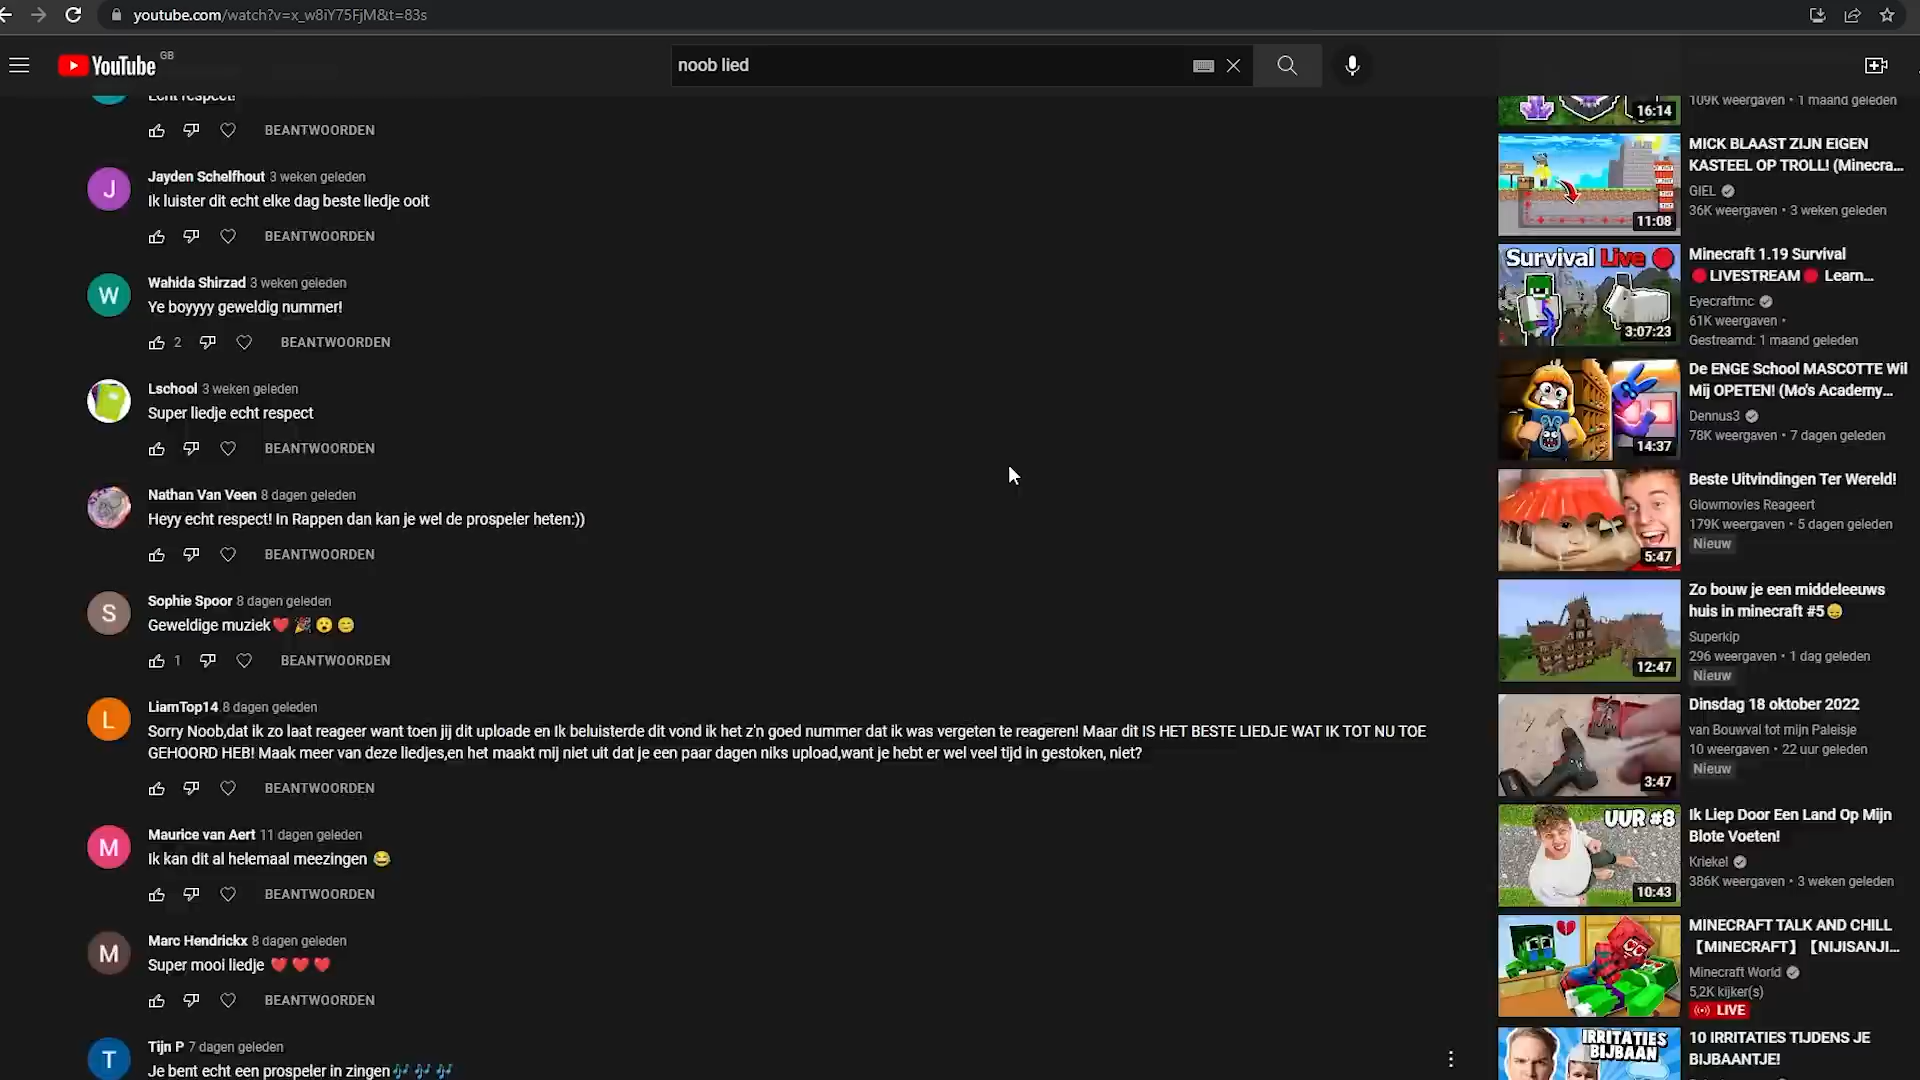 youtube.com/watch?v=x_w8iY75FjM&t=83s
YouTube GB
noob lied
Echt respect!
BEANTWOORDEN
Jayden Schelfhout 3 weken geleden
Ik luister dit echt elke dag beste liedje ooit
BEANTWOORDEN
Wahida Shirzad 3 weken geleden
Ye boyyyy geweldig nummer!
2 BEANTWOORDEN
Lschool 3 weken geleden
Super liedje echt respect
BEANTWOORDEN
Nathan Van Veen 8 dagen geleden
Heyy echt respect! In Rappen dan kan je wel de prospeler heten:))
BEANTWOORDEN
Sophie Spoor 8 dagen geleden
Geweldige muziek❤️ 🎉 😮 😊
1 BEANTWOORDEN
LiamTop14 8 dagen geleden
Sorry Noob,dat ik zo laat reageer want toen jij dit uploade en Ik beluisterde dit vond ik het z'n goed nummer dat ik was vergeten te reageren! Maar dit IS HET BESTE LIEDJE WAT IK TOT NU TOE
GEHOORD HEB! Maak meer van deze liedjes,en het maakt mij niet uit dat je een paar dagen niks upload,want je hebt er wel veel tijd in gestoken, niet?
BEANTWOORDEN
Maurice van Aert 11 dagen geleden
Ik kan dit al helemaal meezingen 😂
BEANTWOORDEN
Marc Hendrickx 8 dagen geleden
Super mooi liedje ❤️ ❤️ ❤️
BEANTWOORDEN
Tijn P 7 dagen geleden
Je bent echt een prospeler in zingen🎶 🎶 🎶
J
W
S
L
M
M
T
16:14
109K weergaven • 1 maand geleden
11:08
MICK BLAAST ZIJN EIGEN
KASTEEL OP TROLL! (Minecra...
GIEL
36K weergaven • 3 weken geleden
Survival Live
3:07:23
Minecraft 1.19 Survival
🔴LIVESTREAM🔴 Learn...
Eyecraftmc
61K weergaven •
Gestreamd: 1 maand geleden
14:37
De ENGE School MASCOTTE Wil
Mij OPETEN! (Mo's Academy...
Dennus3
78K weergaven • 7 dagen geleden
5:47
Beste Uitvindingen Ter Wereld!
Glowmovies Reageert
179K weergaven • 5 dagen geleden
Nieuw
12:47
Zo bouw je een middeleeuws
huis in minecraft #5😊
Superkip
296 weergaven • 1 dag geleden
Nieuw
3:47
Dinsdag 18 oktober 2022
van Bouwval tot mijn Paleisje
10 weergaven • 22 uur geleden
Nieuw
UUR #8
10:43
Ik Liep Door Een Land Op Mijn
Blote Voeten!
Kriekel
386K weergaven • 3 weken geleden
MINECRAFT TALK AND CHILL
【MINECRAFT】【NIJISANJI...
Minecraft World
5,2K kijker(s)
LIVE
IRRITATIES
BIJBAAN
10 IRRITATIES TIJDENS JE
BIJBAANTJE!